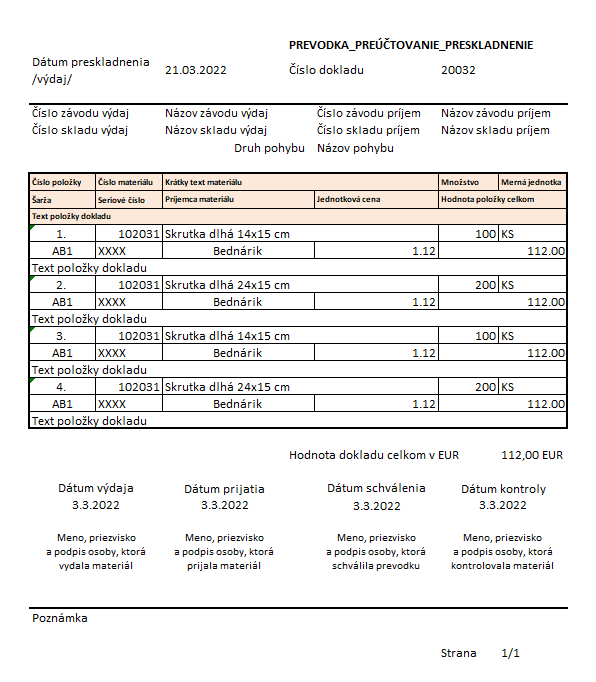 PREVODKA_PREÚČTOVANIE_PRESKLADNENIE
Dátum preskladnenia /výdaj/ 21.03.2022 Číslo dokladu 20032
Číslo závodu výdaj Názov závodu výdaj Číslo závodu príjem Názov závodu príjem
Číslo skladu výdaj Názov skladu výdaj Číslo skladu príjem Názov skladu príjem
Druh pohybu Názov pohybu
Číslo položky Číslo materiálu Krátky text materiálu Množstvo Merná jednotka
Šarža Seriové číslo Príjemca materiálu Jednotková cena Hodnota položky celkom
Text položky dokladu
1. 102031 Skrutka dlhá 14x15 cm 100 KS
AB1 XXXX Bednárik 1.12 112.00
Text položky dokladu
2. 102031 Skrutka dlhá 24x15 cm 200 KS
AB1 XXXX Bednárik 1.12 112.00
Text položky dokladu
3. 102031 Skrutka dlhá 14x15 cm 100 KS
AB1 XXXX Bednárik 1.12 112.00
Text položky dokladu
4. 102031 Skrutka dlhá 24x15 cm 200 KS
AB1 XXXX Bednárik 1.12 112.00
Text položky dokladu
Hodnota dokladu celkom v EUR 112,00 EUR
Dátum výdaja Dátum prijatia Dátum schválenia Dátum kontroly
3.3.2022 3.3.2022 3.3.2022 3.3.2022
Meno, priezvisko Meno, priezvisko Meno, priezvisko Meno, priezvisko
a podpis osoby, ktorá a podpis osoby, ktorá a podpis osoby, ktorá a podpis osoby, ktorá
vydala materiál prijala materiál schválila prevodku kontrolovala materiál
Poznámka
Strana 1/1